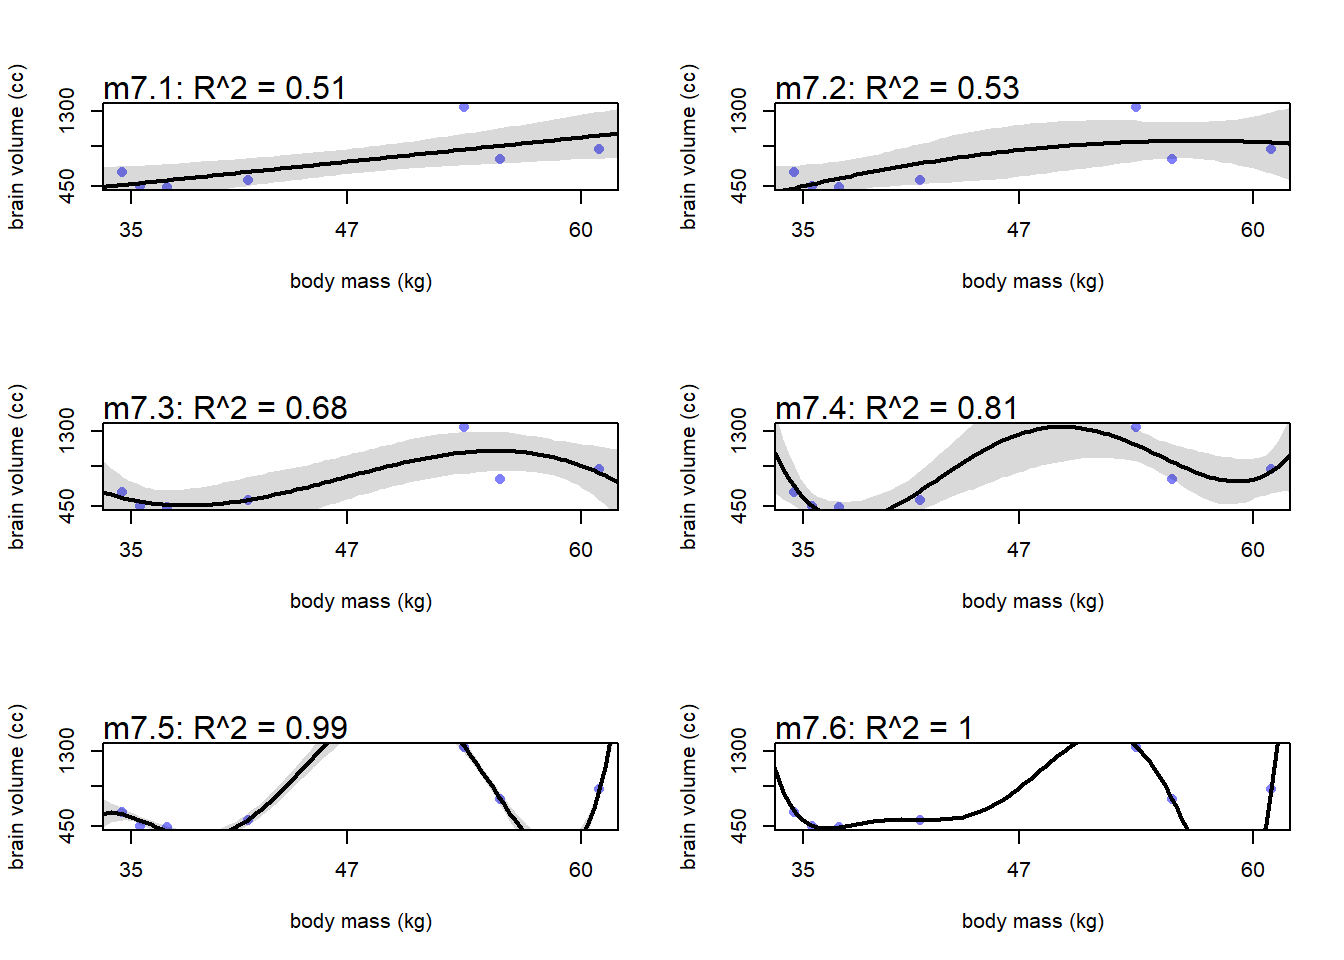 m7.1: R^2 = 0.51
brain volume (cc)
1300
450
35 47 60
body mass (kg)
m7.2: R^2 = 0.53
brain volume (cc)
1300
450
35 47 60
body mass (kg)
m7.3: R^2 = 0.68
brain volume (cc)
1300
450
35 47 60
body mass (kg)
m7.4: R^2 = 0.81
brain volume (cc)
1300
450
35 47 60
body mass (kg)
m7.5: R^2 = 0.99
brain volume (cc)
1300
450
35 47 60
body mass (kg)
m7.6: R^2 = 1
brain volume (cc)
1300
450
35 47 60
body mass (kg)